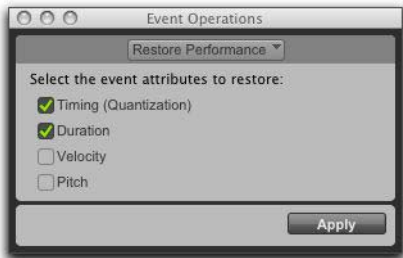 Event Operations
Restore Performance
Select the event attributes to restore:
Timing (Quantization)
Duration
Velocity
Pitch
Apply